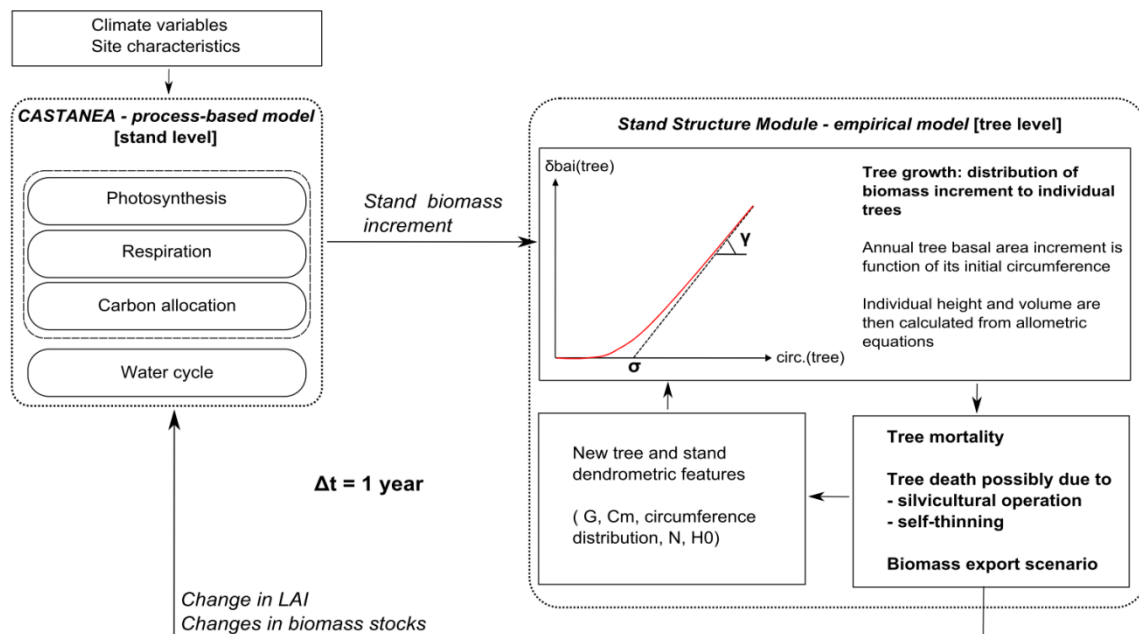 Climate variables
Site characteristics
CASTANEA - process-based model
[stand level]
Photosynthesis
Respiration
Carbon allocation
Water cycle
Stand biomass
increment
Stand Structure Module - empirical model [tree level]
δbai(tree)
γ
σ
circ.(tree)
Tree growth: distribution of
biomass increment to individual
trees
Annual tree basal area increment is
function of its initial circumference
Individual height and volume are
then calculated from allometric
equations
New tree and stand
dendrometric features
( G, Cm, circumference
distribution, N, H0)
Tree mortality
Tree death possibly due to
- silvicultural operation
- self-thinning
Biomass export scenario
Δt = 1 year
Change in LAI
Changes in biomass stocks